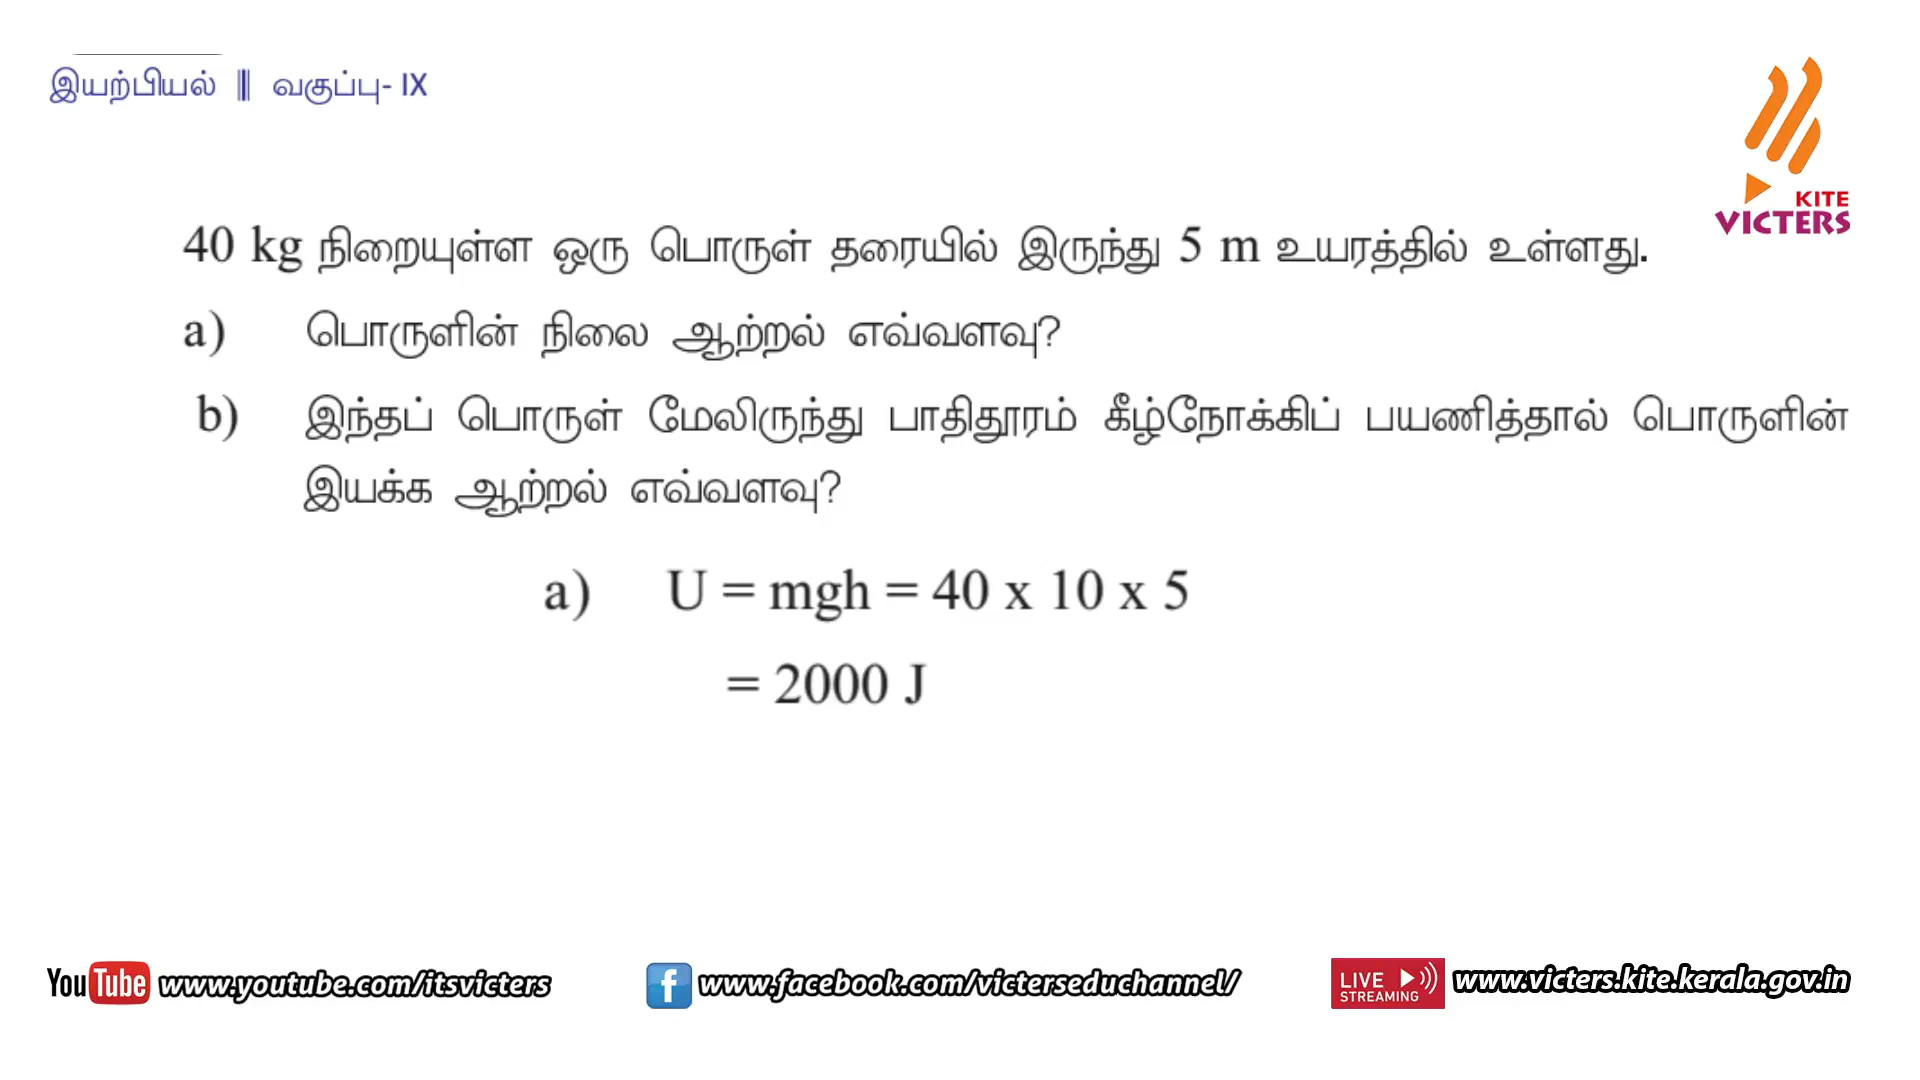 இயற்பியல் || வகுப்பு- IX
KITE
VICTERS
40 kg நிறையுள்ள ஒரு பொருள் தரையில் இருந்து 5 m உயரத்தில் உள்ளது.
a) பொருளின் நிலை ஆற்றல் எவ்வளவு?
b) இந்தப் பொருள் மேலிருந்து பாதிதூரம் கீழ்நோக்கிப் பயணித்தால் பொருளின்
இயக்க ஆற்றல் எவ்வளவு?
a) U = mgh = 40 x 10 x 5
= 2000 J
YouTube www.youtube.com/itsvicters
f www.facebook.com/victerseduchannel/
LIVE STREAMING www.victers.kite.kerala.gov.in